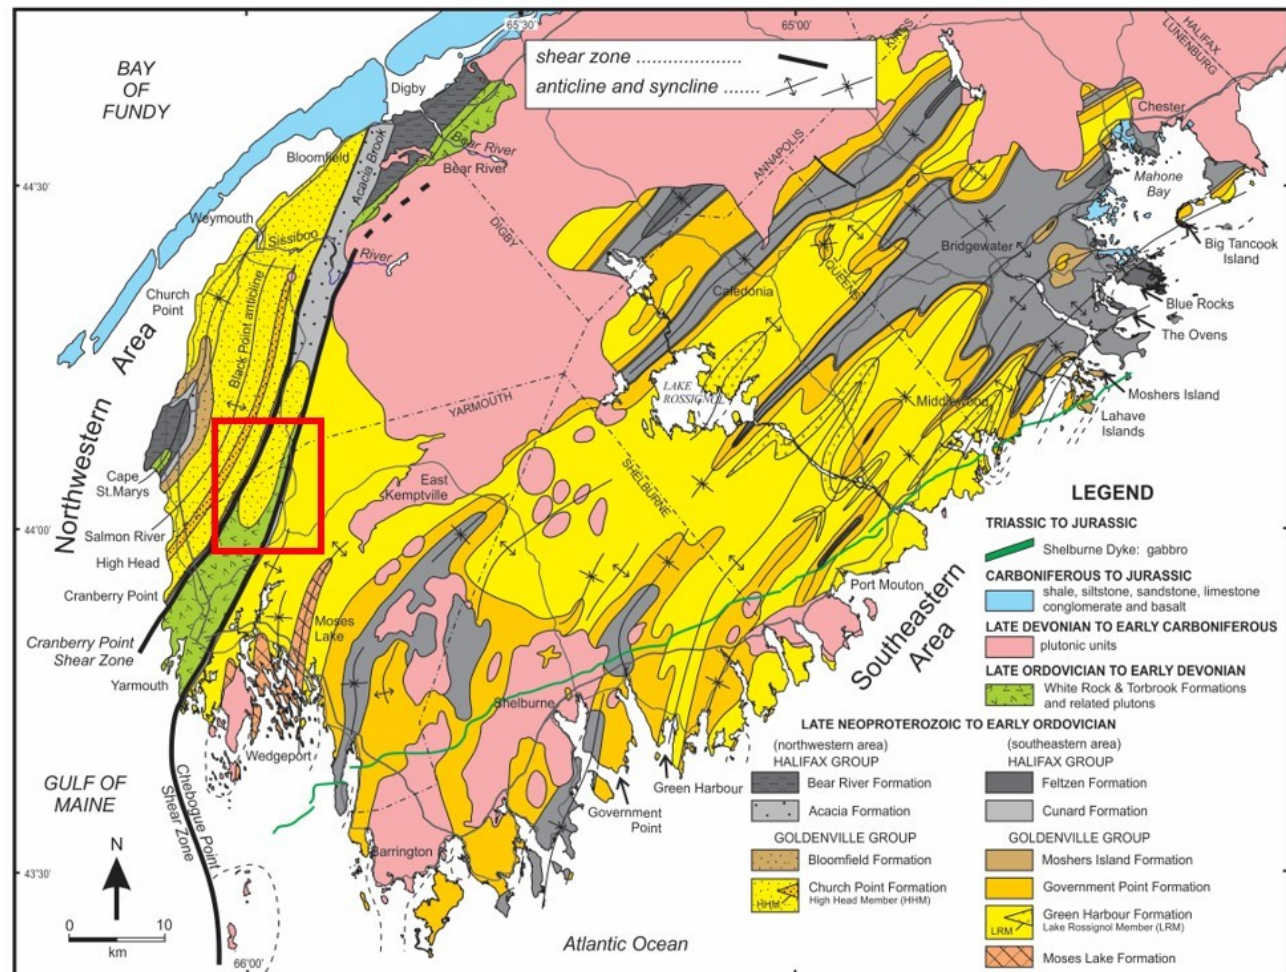 65°30'
65°00'
KINGS
HALIFAX
LUNENBURG
BAY
OF
FUNDY
shear zone
anticline and syncline
Digby
Chester
Bloomfield
Acacia Brook
Bear River
Bear River
ANNAPOLIS
44°30'
Mahone
Bay
Weymouth
Sissiboo
River
DIGBY
QUEENS
Bridgewater
Big Tancook
Island
Church
Point
Black Point anticline
Caledonia
Blue Rocks
The Ovens
Northwestern Area
YARMOUTH
LAKE
ROSSIGNOL
Middlewood
Moshers Island
Lahave
Islands
Cape
St.Marys
East
Kemptville
SHELBURNE
44°00'
Salmon River
High Head
Cranberry Point
Cranberry Point
Shear Zone
Moses
Lake
Port Mouton
Southeastern
Area
Yarmouth
Shelburne
Wedgeport
GULF OF
MAINE
Chebogue Point
Shear Zone
Green Harbour
Government
Point
Barrington
43°30'
N
0 10
km
66°00'
Atlantic Ocean
LEGEND
TRIASSIC TO JURASSIC
Shelburne Dyke: gabbro
CARBONIFEROUS TO JURASSIC
shale, siltstone, sandstone, limestone
conglomerate and basalt
LATE DEVONIAN TO EARLY CARBONIFEROUS
plutonic units
LATE ORDOVICIAN TO EARLY DEVONIAN
White Rock & Torbrook Formations
and related plutons
LATE NEOPROTEROZOIC TO EARLY ORDOVICIAN
(northwestern area)
HALIFAX GROUP
Bear River Formation
Acacia Formation
GOLDENVILLE GROUP
Bloomfield Formation
Church Point Formation
High Head Member (HHM)
HHM
(southeastern area)
HALIFAX GROUP
Feltzen Formation
Cunard Formation
GOLDENVILLE GROUP
Moshers Island Formation
Government Point Formation
Green Harbour Formation
Lake Rossignol Member (LRM)
LRM
Moses Lake Formation